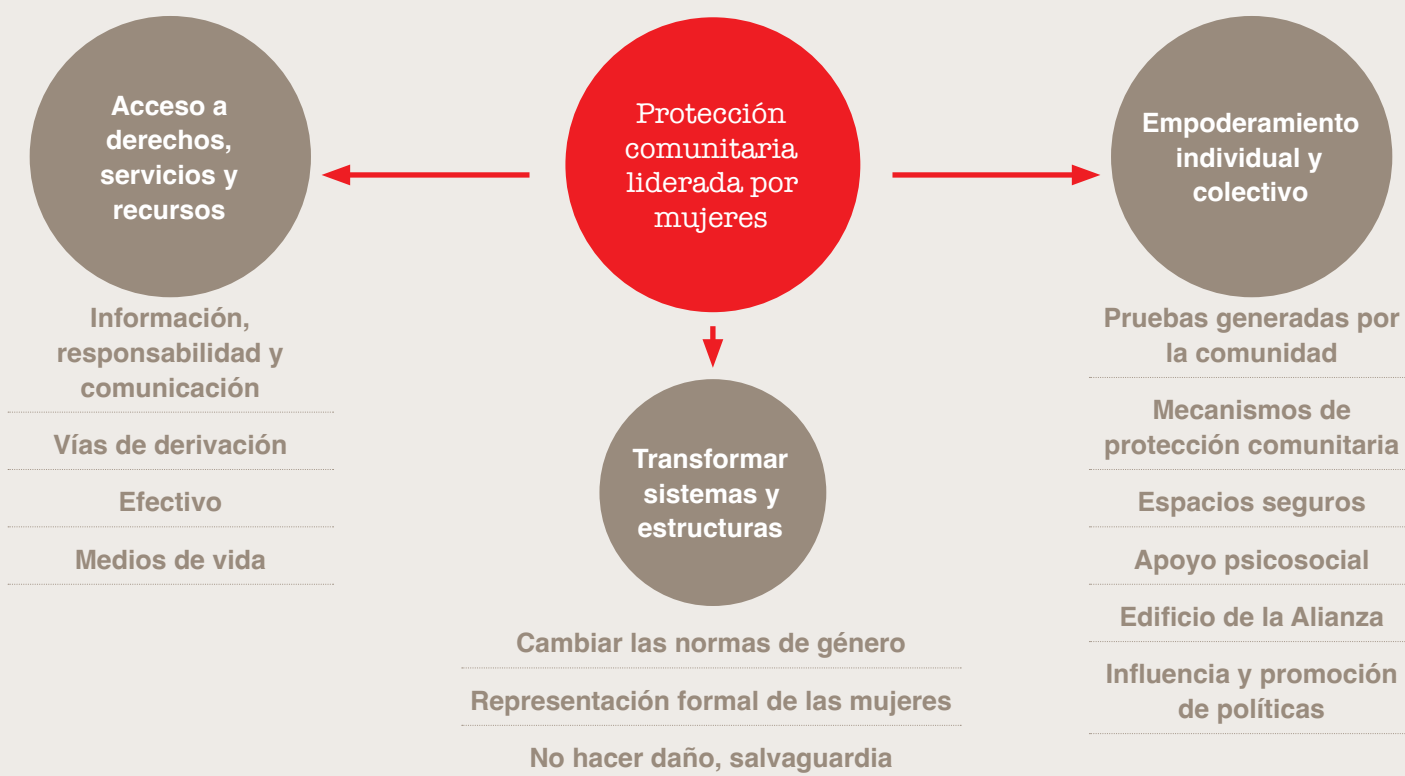 Acceso a
derechos,
servicios y
recursos
Información,
responsabilidad y
comunicación
Vías de derivación
Efectivo
Medios de vida
Protección
comunitaria
liderada por
mujeres
Transformar
sistemas y
estructuras
Cambiar las normas de género
Representación formal de las mujeres
No hacer daño, salvaguardia
Empoderamiento
individual y
colectivo
Pruebas generadas por
la comunidad
Mecanismos de
protección comunitaria
Espacios seguros
Apoyo psicosocial
Edificio de la Alianza
Influencia y promoción
de políticas